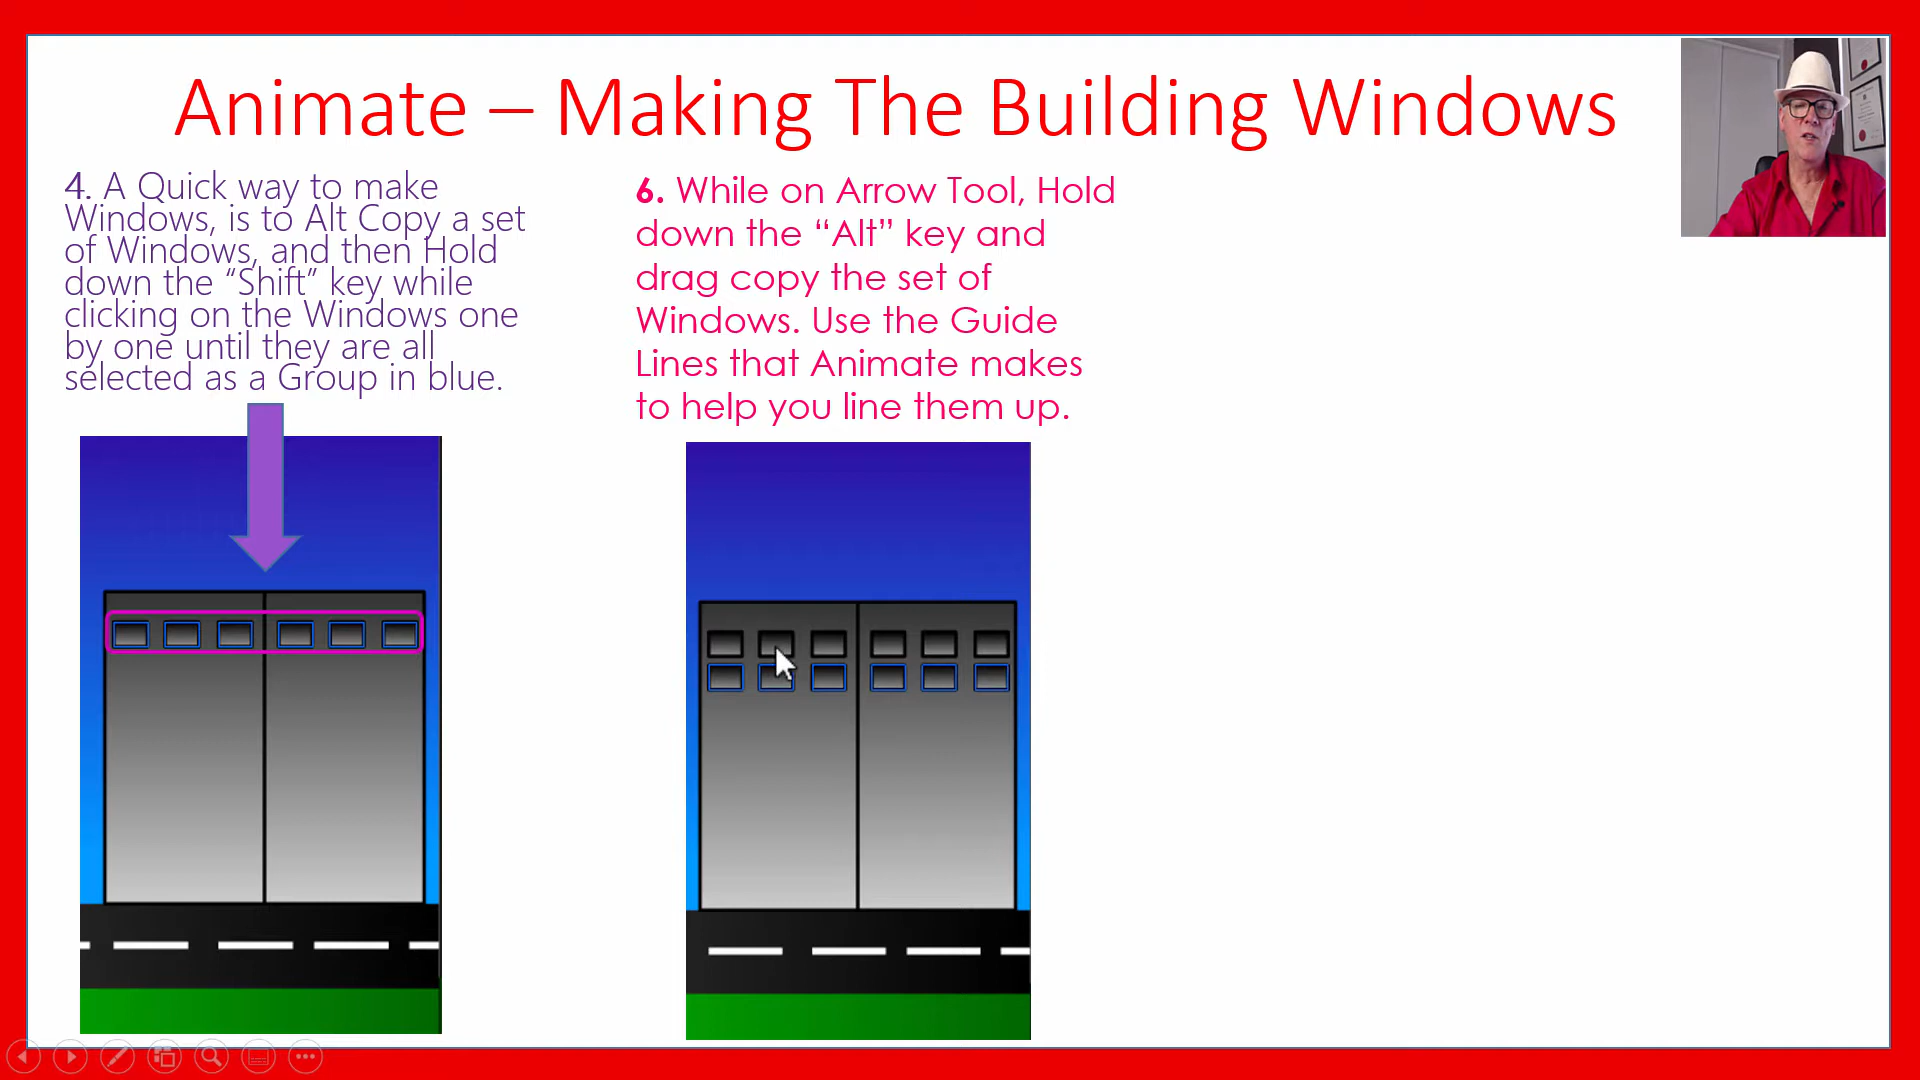 Animate – Making The Building Windows
4. A Quick way to make
Windows, is to Alt Copy a set
of Windows, and then Hold
down the “Shift” key while
clicking on the Windows one
by one until they are all
selected as a Group in blue.
6. While on Arrow Tool, Hold
down the “Alt” key and
drag copy the set of
Windows. Use the Guide
Lines that Animate makes
to help you line them up.